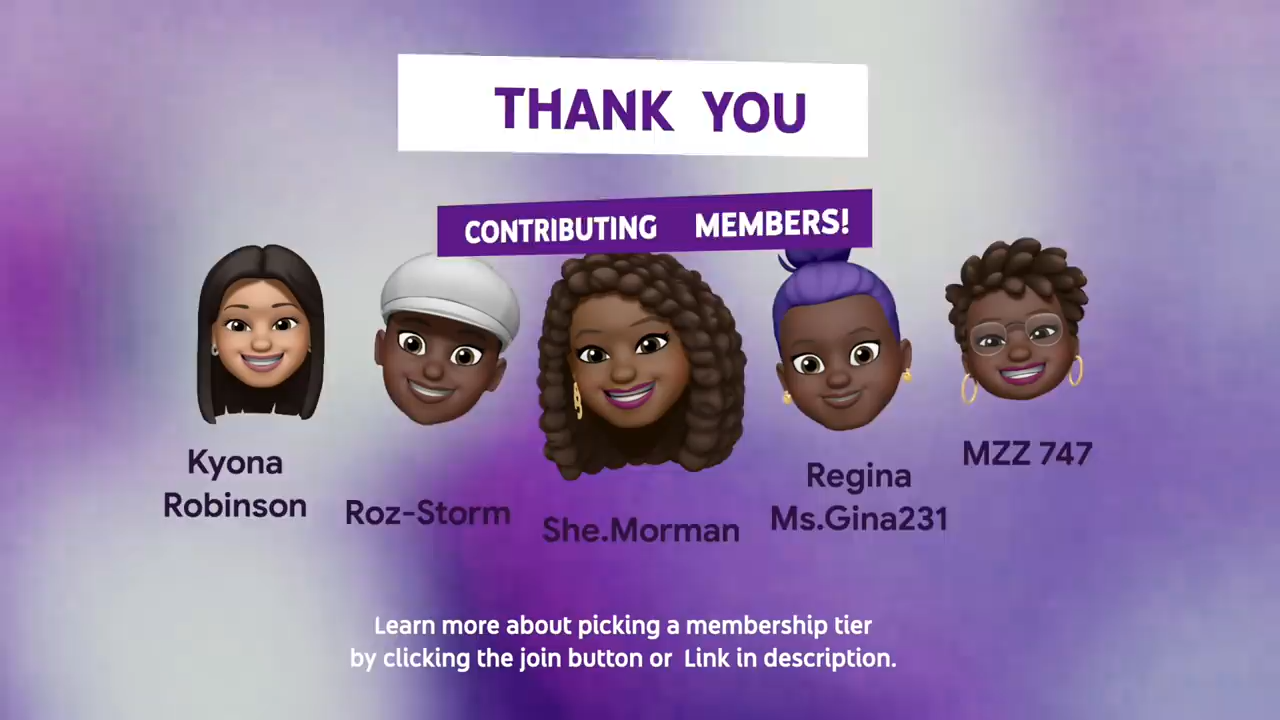 THANK YOU
CONTRIBUTING MEMBERS!
Kyona
Robinson
Roz-Storm
She.Morman
Regina
Ms.Gina231
MZZ 747
Learn more about picking a membership tier
by clicking the join button or Link in description.